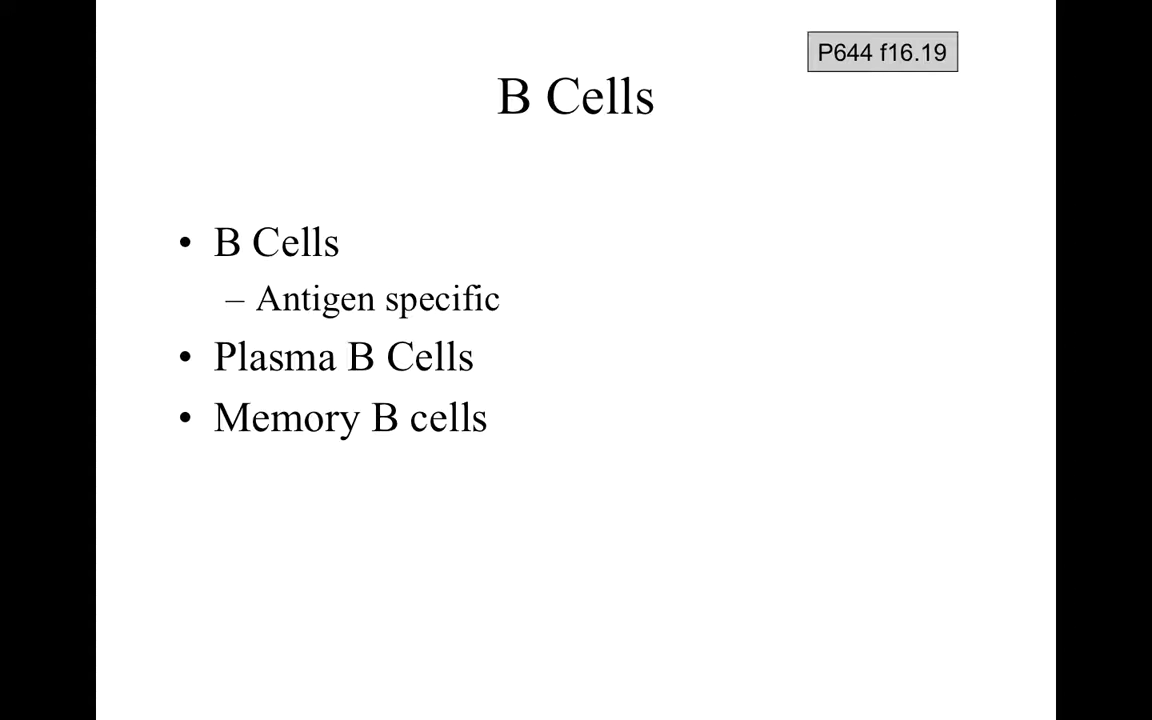 P644 f16.19
B Cells
• B Cells
– Antigen specific
• Plasma B Cells
• Memory B cells